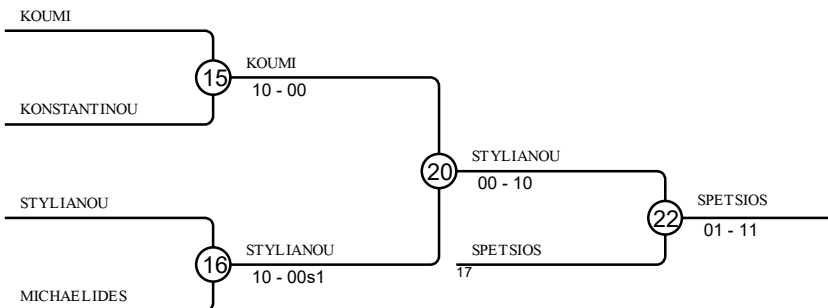 KOUMI
15
KOUMI
10 - 00
KONSTANTINOU
20
STYLIANOU
00 - 10
STYLIANOU
22
SPETSIOS
01 - 11
16
STYLIANOU
10 - 00s1
SPETSIOS
17
MICHAELIDES